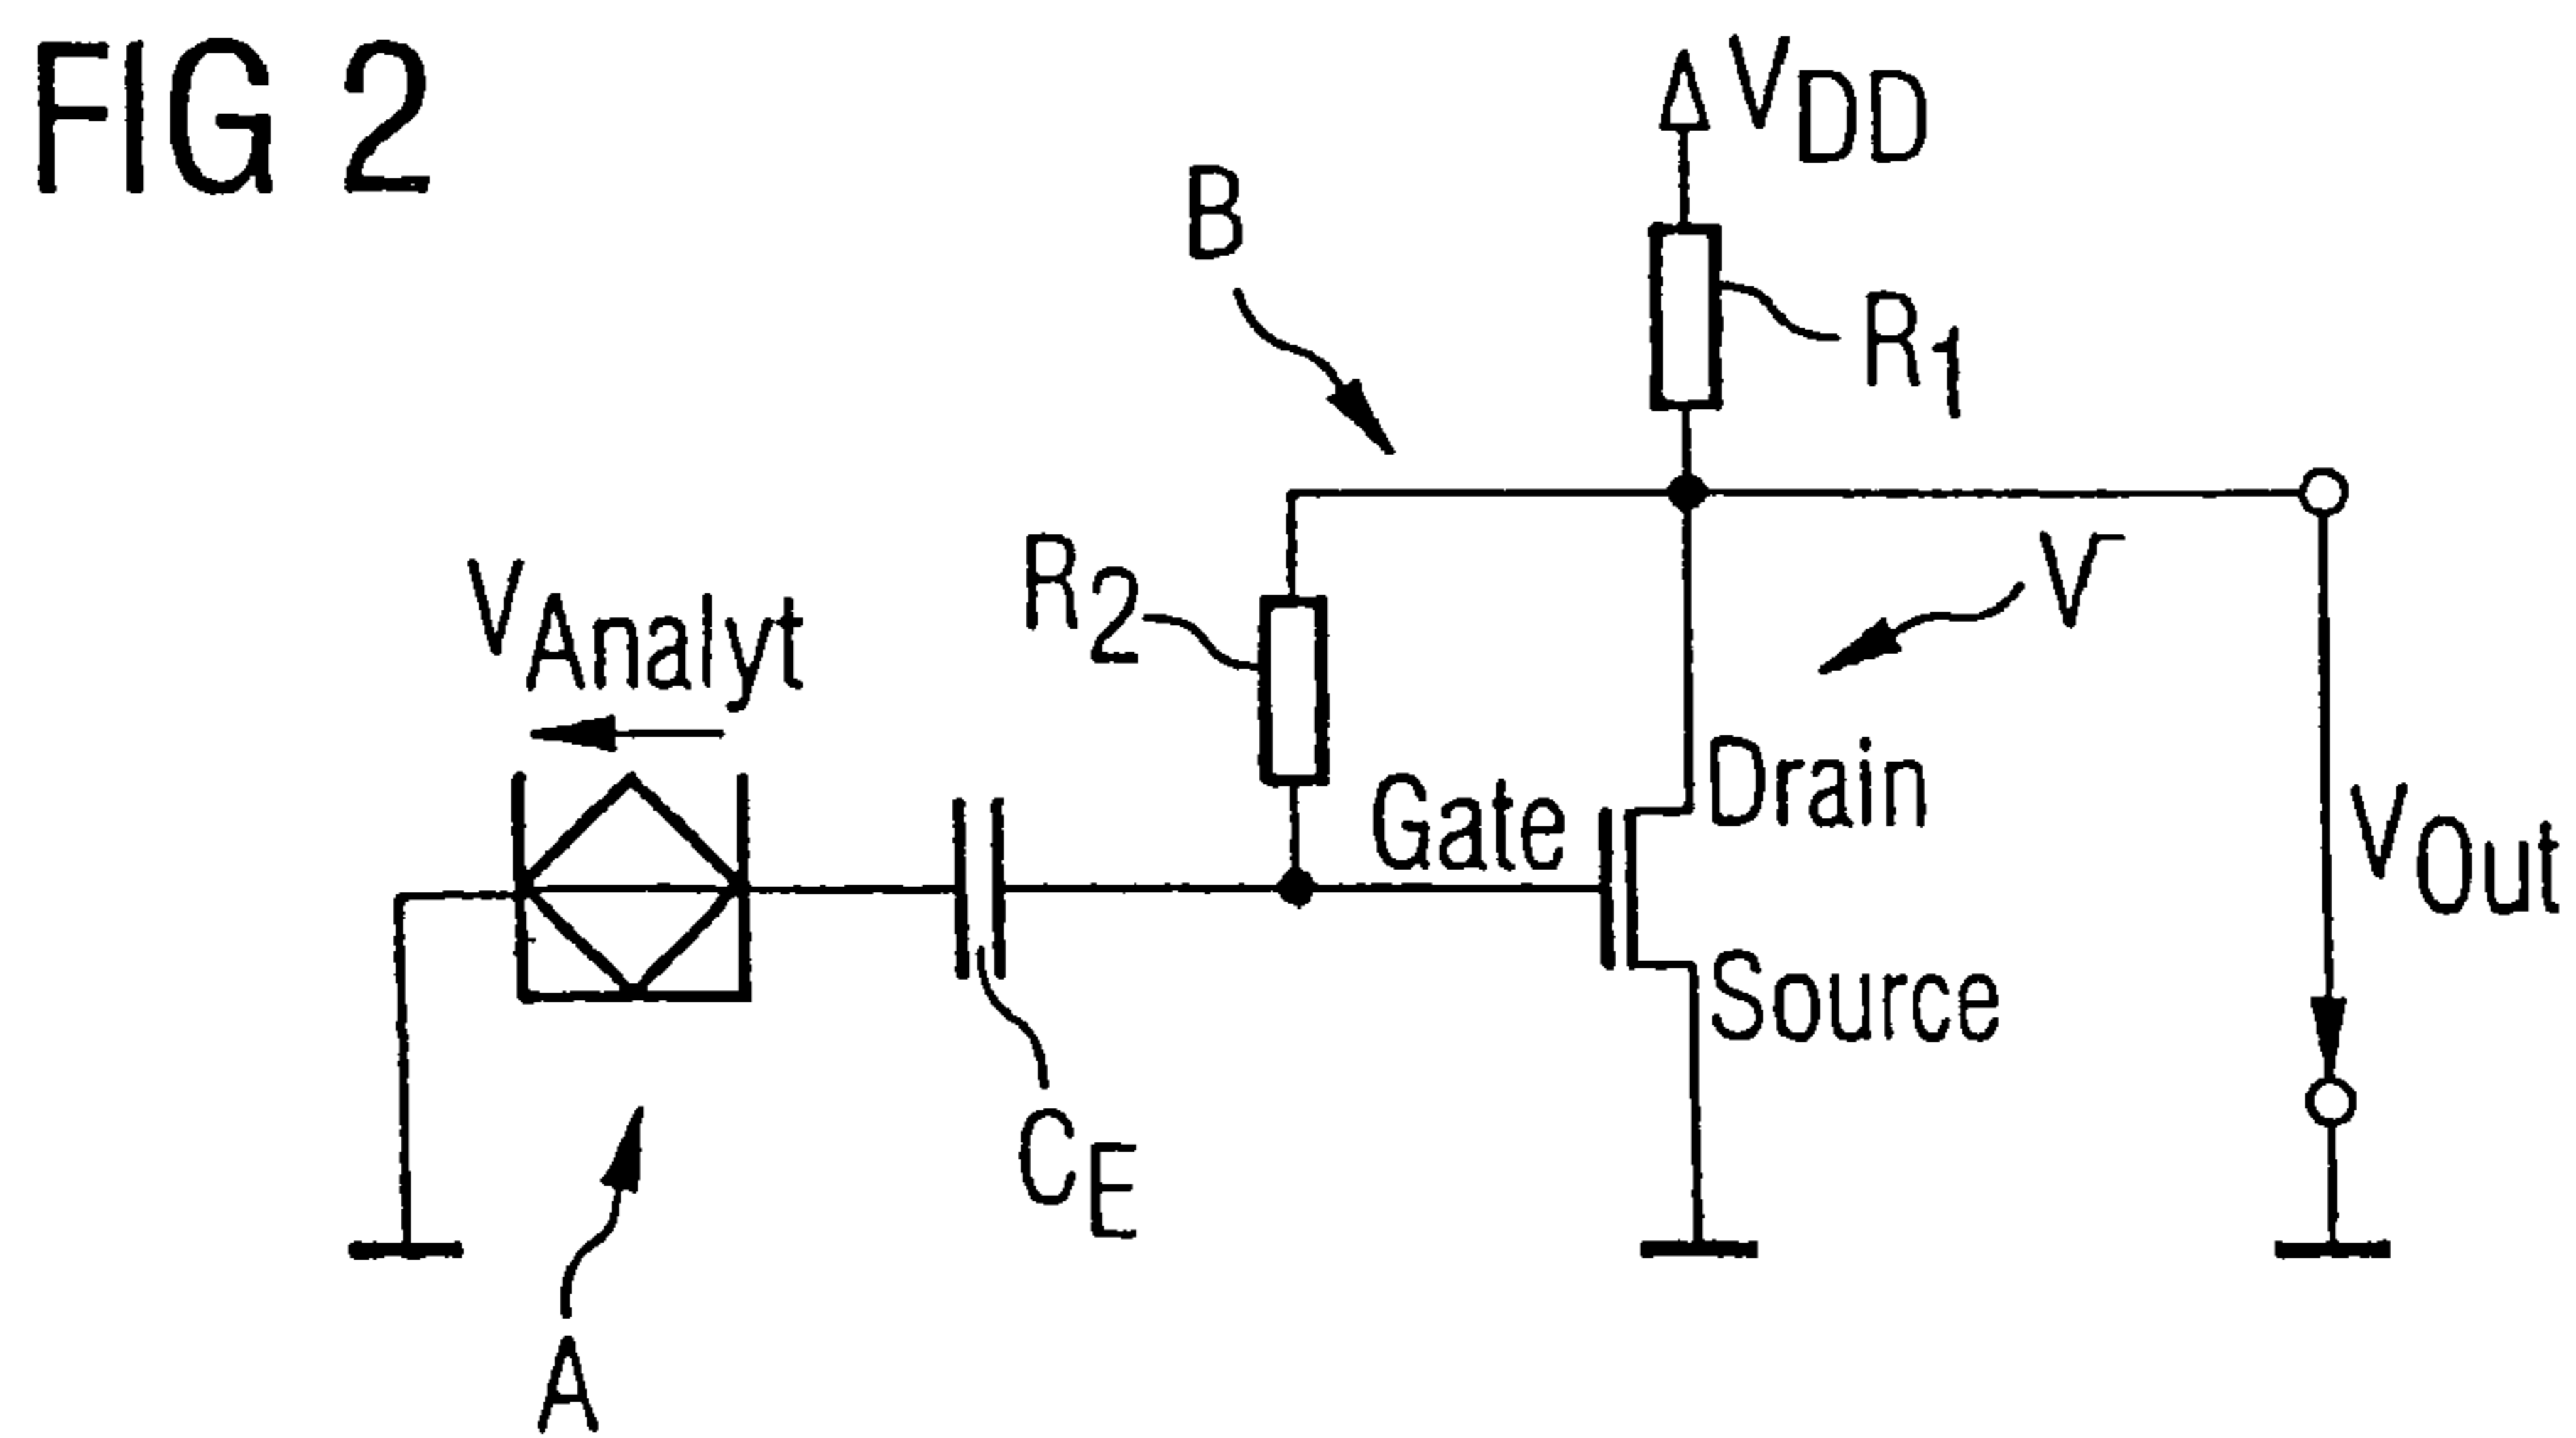 FIG 2
VDD
B
R1
V
R2
VAnalyt
Gate
Drain
Source
VOut
CE
A